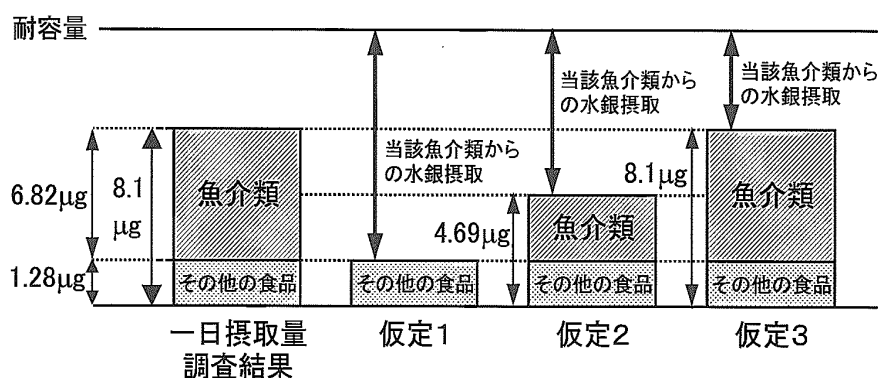 耐容量
当該魚介類から
の水銀摂取
当該魚介類から
の水銀摂取
当該魚介類から
の水銀摂取
6.82μg
8.1
μg
魚介類
4.69μg
魚介類
8.1μg
魚介類
1.28μg
その他の食品
その他の食品
その他の食品
その他の食品
一日摂取量
調査結果
仮定1
仮定2
仮定3